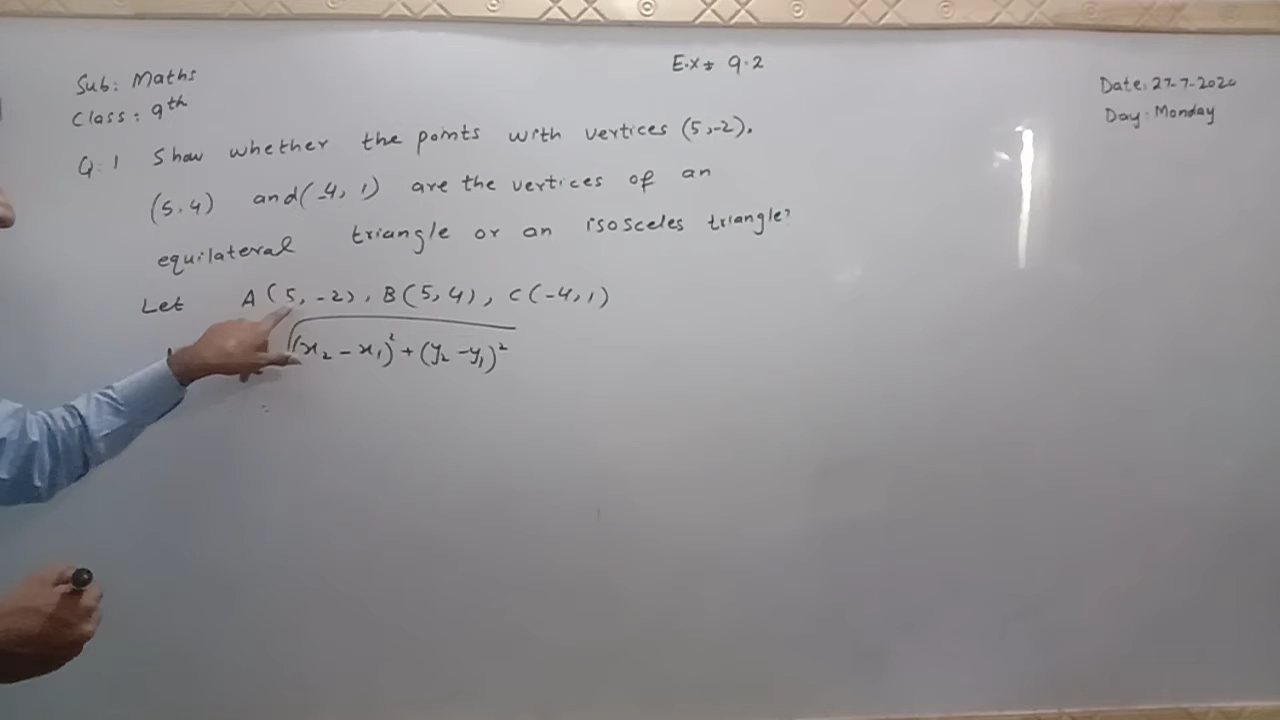 Sub: Maths
Class: 9th
Ex# 9.2
Date: 27-7-2020
Day: Monday
Q:1 Show whether the points with vertices (5,-2),
(5.4) and (-4, 1) are the vertices of an
equilateral triangle or an isosceles triangle?
Let A(5, -2), B(5, 4), C(-4,1)
√(x₂ - x₁)² + (y₂ - y₁)²